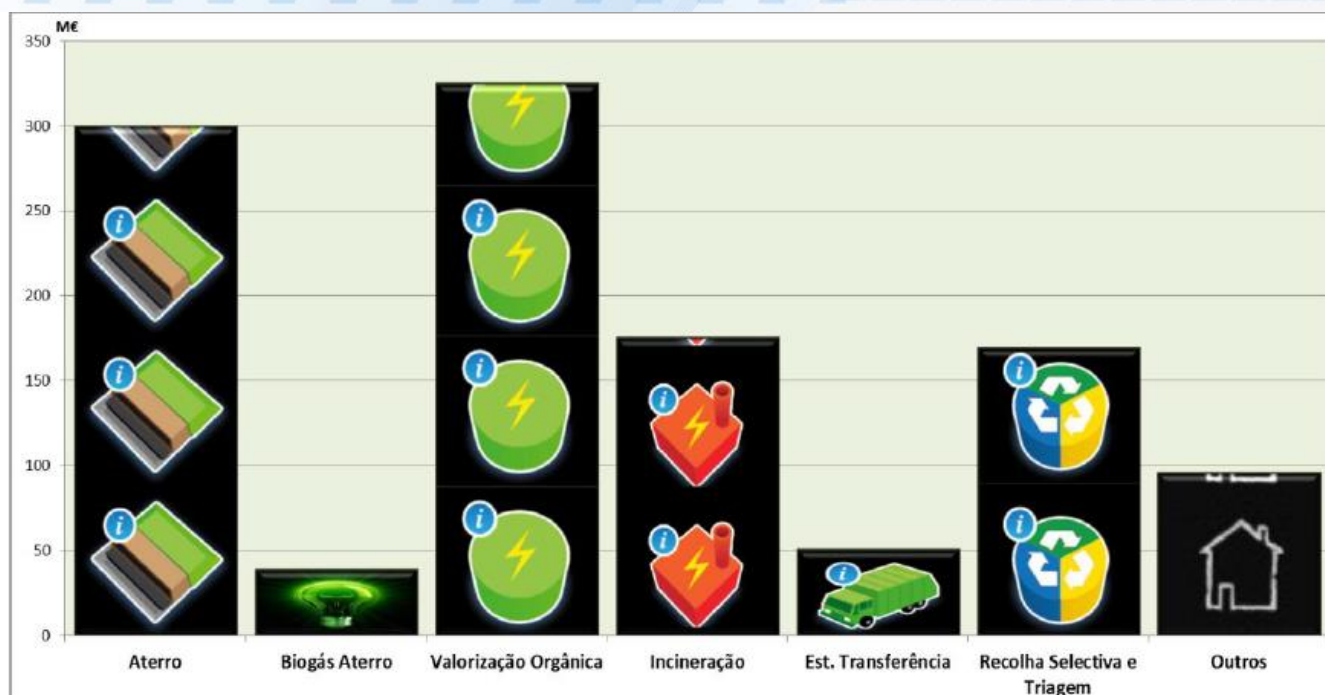 M€
350
300
250
200
150
100
50
0
Aterro
Biogás Aterro
Valorização Orgânica
Incineração
Est. Transferência
Recolha Selectiva e
Triagem
Outros
i
i
i
i
i
i
i
i
i
i
i